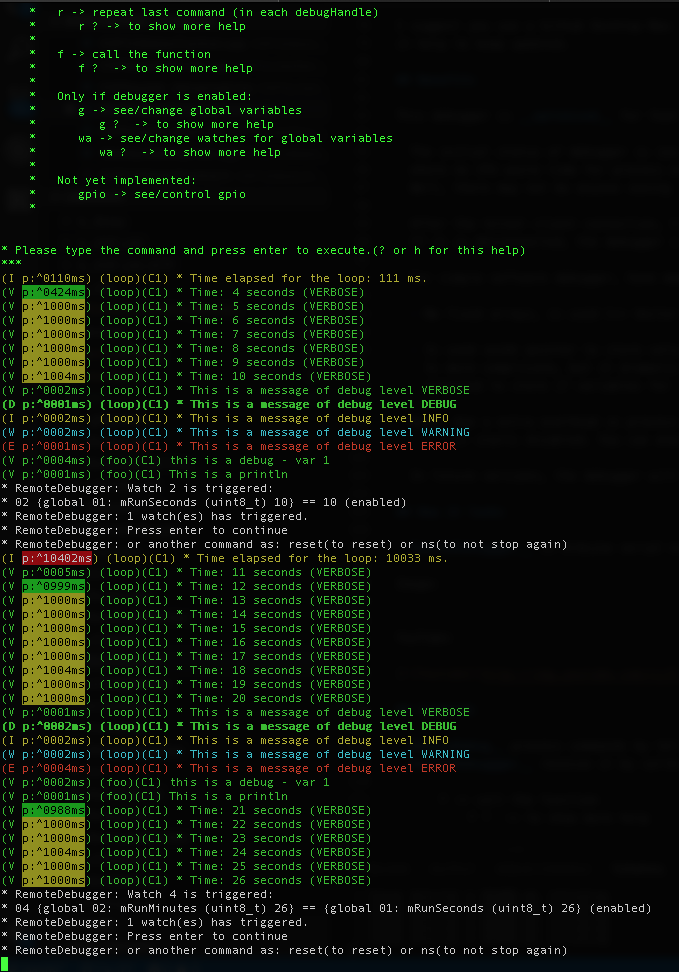 *   r -> repeat last command (in each debugHandle)
*      r ? -> to show more help
*
*   f -> call the function
*      f ?  -> to show more help
*
*   Only if debugger is enabled:
*      g -> see/change global variables
*         g ?  -> to show more help
*      wa -> see/change watches for global variables
*         wa ?  -> to show more help
*
*   Not yet implemented:
*      gpio -> see/control gpio
*
* Please type the command and press enter to execute.(? or h for this help)
***
(I p:^0110ms) (loop)(C1) * Time elapsed for the loop: 111 ms.
(V p:^0424ms) (loop)(C1) * Time: 4 seconds (VERBOSE)
(V p:^1000ms) (loop)(C1) * Time: 5 seconds (VERBOSE)
(V p:^1000ms) (loop)(C1) * Time: 6 seconds (VERBOSE)
(V p:^1000ms) (loop)(C1) * Time: 7 seconds (VERBOSE)
(V p:^1000ms) (loop)(C1) * Time: 8 seconds (VERBOSE)
(V p:^1000ms) (loop)(C1) * Time: 9 seconds (VERBOSE)
(V p:^1004ms) (loop)(C1) * Time: 10 seconds (VERBOSE)
(V p:^0002ms) (loop)(C1) * This is a message of debug level VERBOSE
(D p:^0001ms) (loop)(C1) * This is a message of debug level DEBUG
(I p:^0002ms) (loop)(C1) * This is a message of debug level INFO
(W p:^0002ms) (loop)(C1) * This is a message of debug level WARNING
(E p:^0001ms) (loop)(C1) * This is a message of debug level ERROR
(V p:^0004ms) (foo)(C1) this is a debug - var 1
(V p:^0001ms) (foo)(C1) This is a println
* RemoteDebugger: Watch 2 is triggered:
* 02 {global 01: mRunSeconds (uint8_t) 10} == 10 (enabled)
* RemoteDebugger: 1 watch(es) has triggered.
* RemoteDebugger: Press enter to continue
* RemoteDebugger: or another command as: reset(to reset) or ns(to not stop again)
(I p:^10402ms) (loop)(C1) * Time elapsed for the loop: 10033 ms.
(V p:^0005ms) (loop)(C1) * Time: 11 seconds (VERBOSE)
(V p:^0999ms) (loop)(C1) * Time: 12 seconds (VERBOSE)
(V p:^1000ms) (loop)(C1) * Time: 13 seconds (VERBOSE)
(V p:^1000ms) (loop)(C1) * Time: 14 seconds (VERBOSE)
(V p:^1000ms) (loop)(C1) * Time: 15 seconds (VERBOSE)
(V p:^1000ms) (loop)(C1) * Time: 16 seconds (VERBOSE)
(V p:^1000ms) (loop)(C1) * Time: 17 seconds (VERBOSE)
(V p:^1004ms) (loop)(C1) * Time: 18 seconds (VERBOSE)
(V p:^1000ms) (loop)(C1) * Time: 19 seconds (VERBOSE)
(V p:^1000ms) (loop)(C1) * Time: 20 seconds (VERBOSE)
(V p:^0001ms) (loop)(C1) * This is a message of debug level VERBOSE
(D p:^0002ms) (loop)(C1) * This is a message of debug level DEBUG
(I p:^0002ms) (loop)(C1) * This is a message of debug level INFO
(W p:^0002ms) (loop)(C1) * This is a message of debug level WARNING
(E p:^0004ms) (loop)(C1) * This is a message of debug level ERROR
(V p:^0002ms) (foo)(C1) this is a debug - var 1
(V p:^0001ms) (foo)(C1) This is a println
(V p:^0988ms) (loop)(C1) * Time: 21 seconds (VERBOSE)
(V p:^1000ms) (loop)(C1) * Time: 22 seconds (VERBOSE)
(V p:^1000ms) (loop)(C1) * Time: 23 seconds (VERBOSE)
(V p:^1004ms) (loop)(C1) * Time: 24 seconds (VERBOSE)
(V p:^1000ms) (loop)(C1) * Time: 25 seconds (VERBOSE)
(V p:^1000ms) (loop)(C1) * Time: 26 seconds (VERBOSE)
* RemoteDebugger: Watch 4 is triggered:
* 04 {global 02: mRunMinutes (uint8_t) 26} == {global 01: mRunSeconds (uint8_t) 26} (enabled)
* RemoteDebugger: 1 watch(es) has triggered.
* RemoteDebugger: Press enter to continue
* RemoteDebugger: or another command as: reset(to reset) or ns(to not stop again)